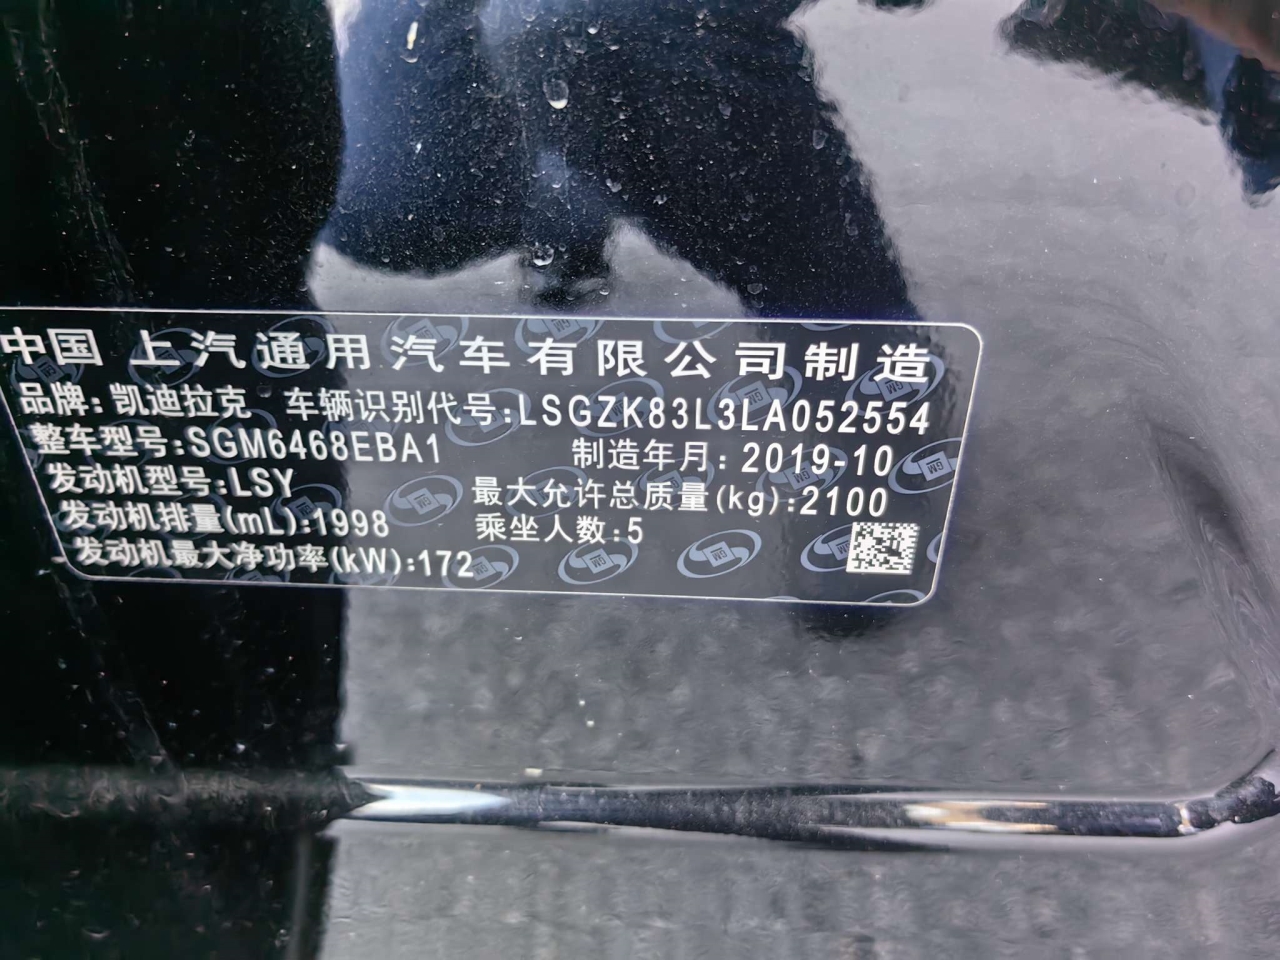 中国 上汽通用汽车有限公司制造
品牌:凯迪拉克 车辆识别代号:LSGZK83L3LA052554
整车型号:SGM6468EBA1 制造年月:2019-10
发动机型号:LSY 最大允许总质量(kg):2100
发动机排量(mL):1998 乘坐人数:5
发动机最大净功率(kW):172